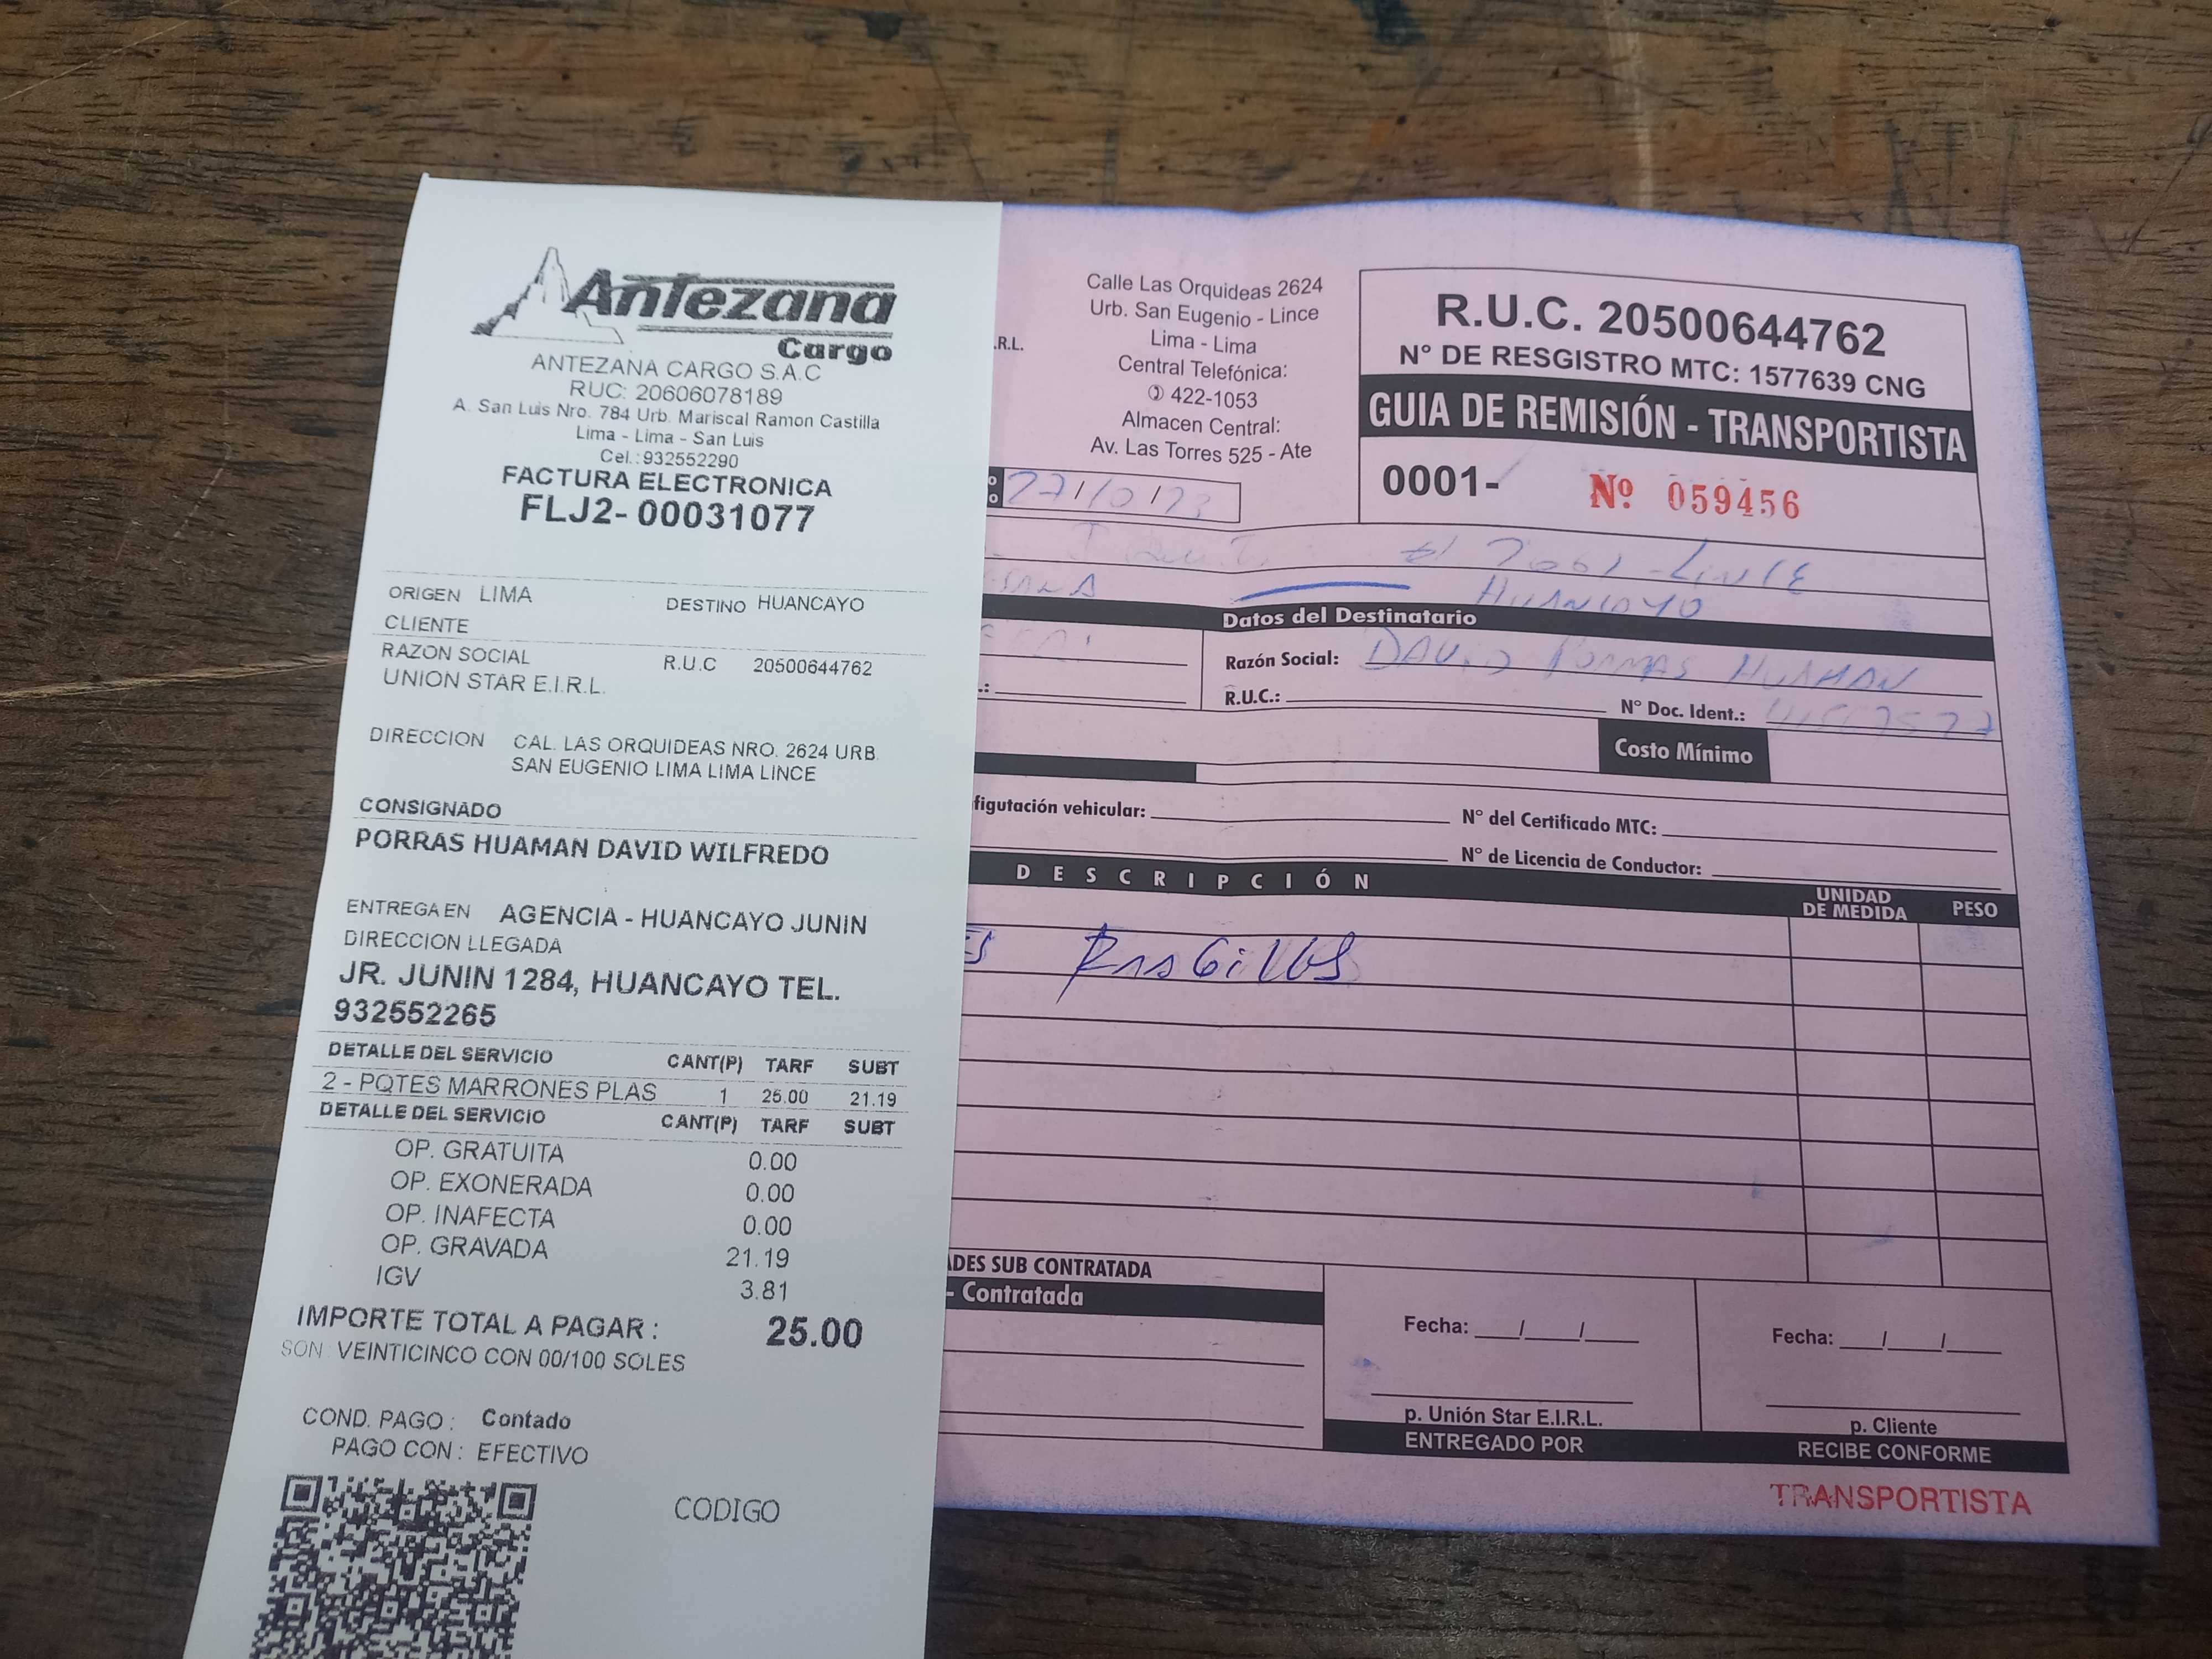 Antezana
Cargo
ANTEZANA CARGO S.A.C
RUC: 20606078189
A. San Luis Nro. 784 Urb. Mariscal Ramon Castilla
Lima - Lima - San Luis
Cel.:932552290
FACTURA ELECTRONICA
FLJ2- 00031077
ORIGEN LIMA DESTINO HUANCAYO
CLIENTE
RAZON SOCIAL R.U.C 20500644762
UNION STAR E.I.R.L.
DIRECCION CAL. LAS ORQUIDEAS NRO. 2624 URB.
SAN EUGENIO LIMA LIMA LINCE
CONSIGNADO
PORRAS HUAMAN DAVID WILFREDO
ENTREGA EN AGENCIA - HUANCAYO JUNIN
DIRECCION LLEGADA
JR. JUNIN 1284, HUANCAYO TEL.
932552265
DETALLE DEL SERVICIO CANT(P) TARF SUBT
2 - PQTES MARRONES PLAS 1 25.00 21.19
DETALLE DEL SERVICIO CANT(P) TARF SUBT
OP. GRATUITA 0.00
OP. EXONERADA 0.00
OP. INAFECTA 0.00
OP. GRAVADA 21.19
IGV 3.81
IMPORTE TOTAL A PAGAR : 25.00
SON : VEINTICINCO CON 00/100 SOLES
COND. PAGO : Contado
PAGO CON : EFECTIVO
CODIGO
.R.L.
Calle Las Orquideas 2624
Urb. San Eugenio - Lince
Lima - Lima
Central Telefónica:
422-1053
Almacen Central:
Av. Las Torres 525 - Ate
R.U.C. 20500644762
N° DE RESGISTRO MTC: 1577639 CNG
GUIA DE REMISIÓN - TRANSPORTISTA
0001- Nº 059456
LINCE
HUANCAYO
Datos del Destinatario
Razón Social: DAVID PORRAS HUAMAN
R.U.C.: N° Doc. Ident.:
Costo Mínimo
figutación vehicular: N° del Certificado MTC:
N° de Licencia de Conductor:
DESCRIPCIÓN UNIDAD DE MEDIDA PESO
ADES SUB CONTRATADA
- Contratada
Fecha: / / Fecha: / /
p. Unión Star E.I.R.L. p. Cliente
ENTREGADO POR RECIBE CONFORME
TRANSPORTISTA